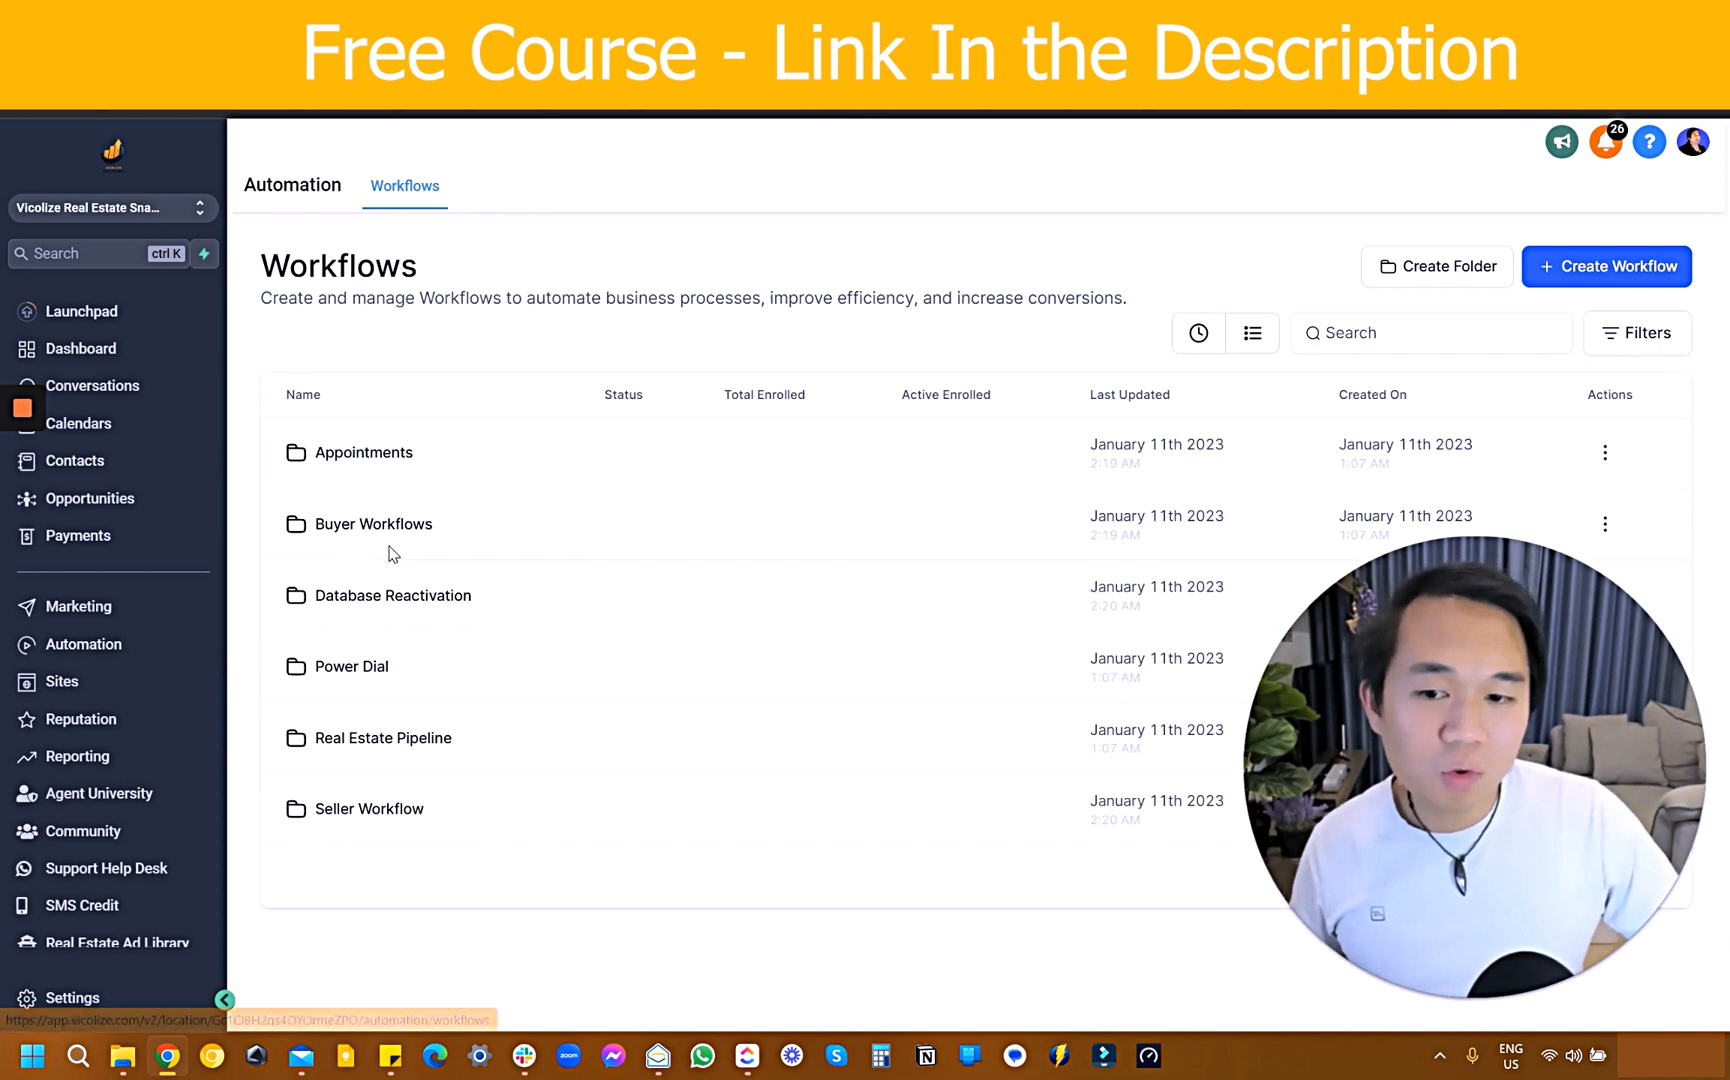 Free Course - Link In the Description
26
Automation
Workflows
Vicolize Real Estate Sna...
Search
ctrl K
Launchpad
Dashboard
Conversations
Calendars
Contacts
Opportunities
Payments
Marketing
Automation
Sites
Reputation
Reporting
Agent University
Community
Support Help Desk
SMS Credit
Real Estate Ad Library
Settings
Workflows
Create and manage Workflows to automate business processes, improve efficiency, and increase conversions.
Create Folder
+ Create Workflow
Search
Filters
Name Status Total Enrolled Active Enrolled Last Updated Created On Actions
Appointments January 11th 2023 January 11th 2023
2:19 AM 1:07 AM
Buyer Workflows January 11th 2023 January 11th 2023
2:19 AM 1:07 AM
Database Reactivation January 11th 2023
2:20 AM
Power Dial January 11th 2023
1:07 AM
Real Estate Pipeline January 11th 2023
1:07 AM
Seller Workflow January 11th 2023
2:20 AM
zoom
ENG
US